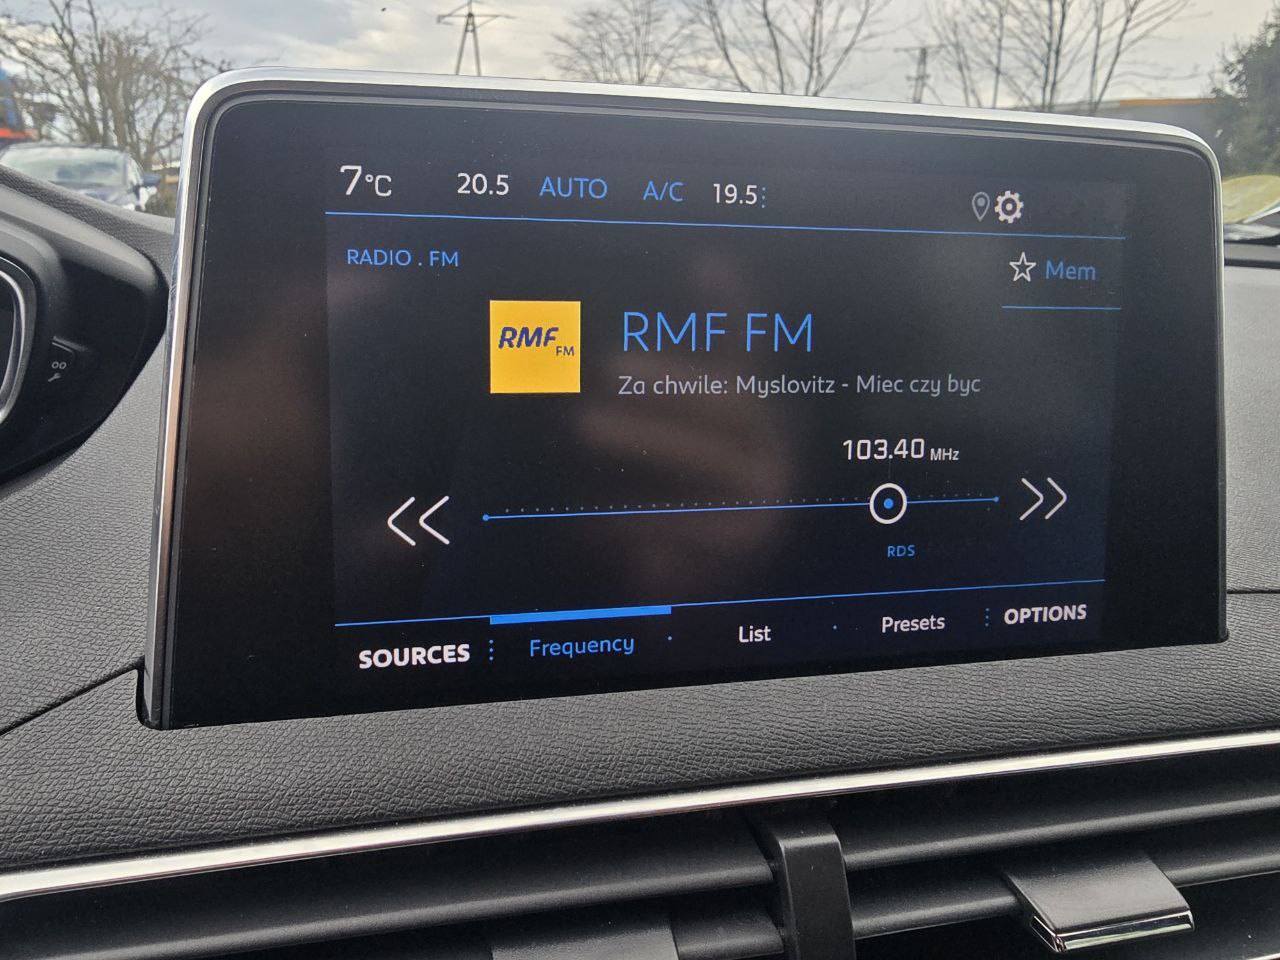 7°C 20.5 AUTO A/C 19.5
RADIO . FM
Mem
RMF FM
RMF FM
Za chwile: Myslovitz - Miec czy byc
103.40 MHz
RDS
SOURCES Frequency List Presets OPTIONS